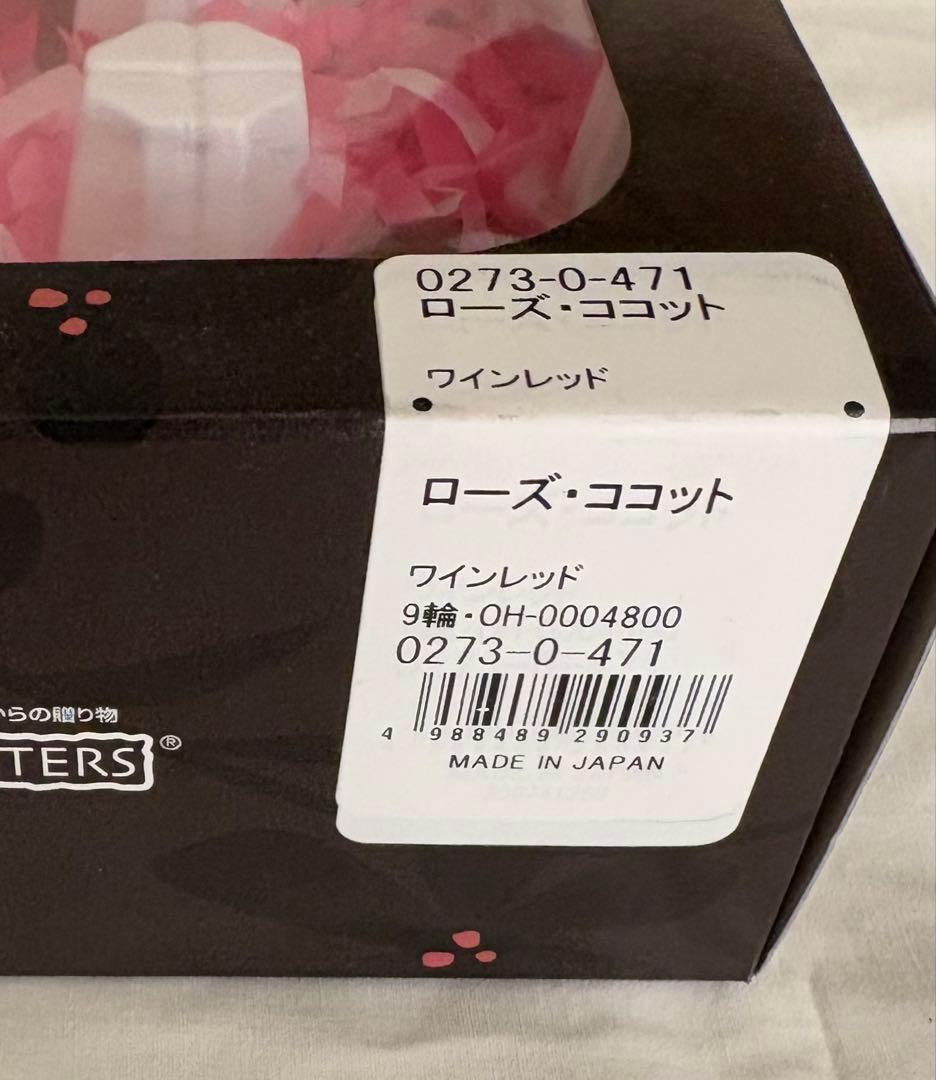 0273-0-471
ローズ・ココット
ワインレッド
ローズ・ココット
ワインレッド
9輪・OH-0004800
0273-0-471
4 988489 290937
MADE IN JAPAN
からの贈り物
TERS®